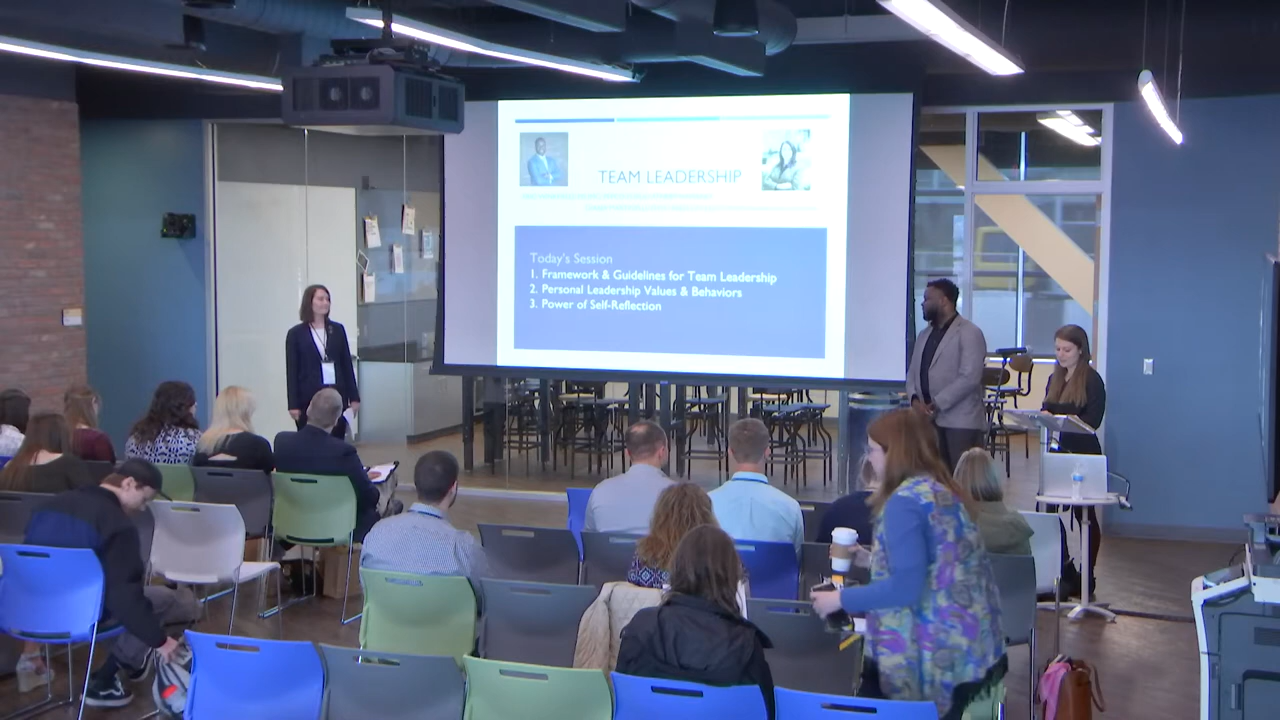 TEAM LEADERSHIP
Today's Session
1. Framework & Guidelines for Team Leadership
2. Personal Leadership Values & Behaviors
3. Power of Self-Reflection